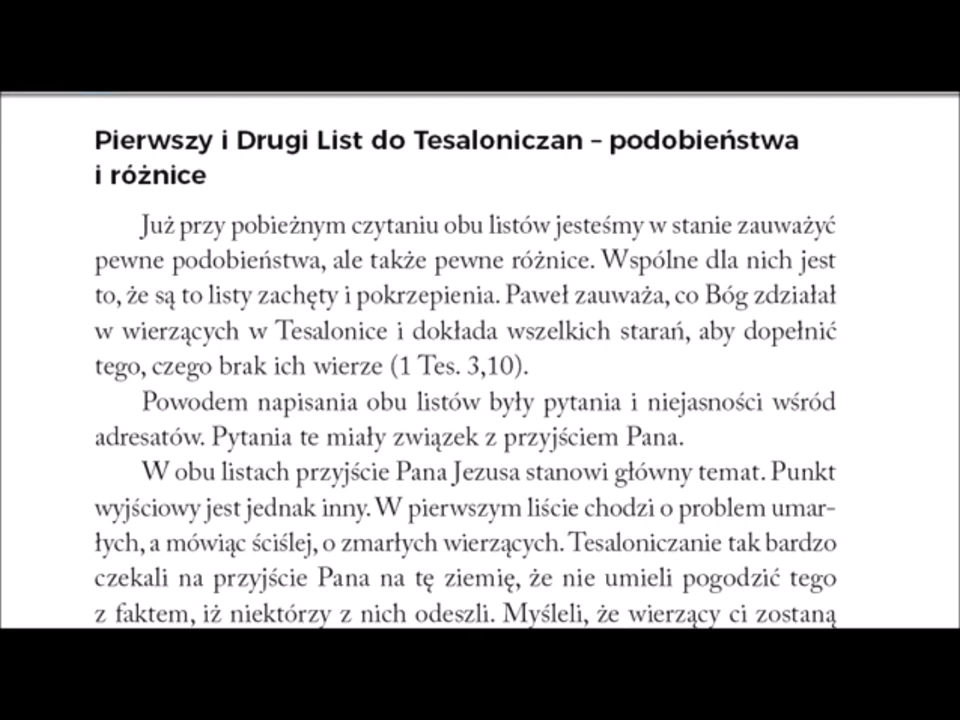 Pierwszy i Drugi List do Tesaloniczan – podobieństwa
i różnice
Już przy pobieżnym czytaniu obu listów jesteśmy w stanie zauważyć
pewne podobieństwa, ale także pewne różnice. Wspólne dla nich jest
to, że są to listy zachęty i pokrzepienia. Paweł zauważa, co Bóg zdziałał
w wierzących w Tesalonice i dokłada wszelkich starań, aby dopełnić
tego, czego brak ich wierze (1 Tes. 3,10).
Powodem napisania obu listów były pytania i niejasności wśród
adresatów. Pytania te miały związek z przyjściem Pana.
W obu listach przyjście Pana Jezusa stanowi główny temat. Punkt
wyjściowy jest jednak inny. W pierwszym liście chodzi o problem umar-
łych, a mówiąc ściślej, o zmarłych wierzących. Tesaloniczanie tak bardzo
czekali na przyjście Pana na tę ziemię, że nie umieli pogodzić tego
z faktem, iż niektórzy z nich odeszli. Myśleli, że wierzący ci zostaną